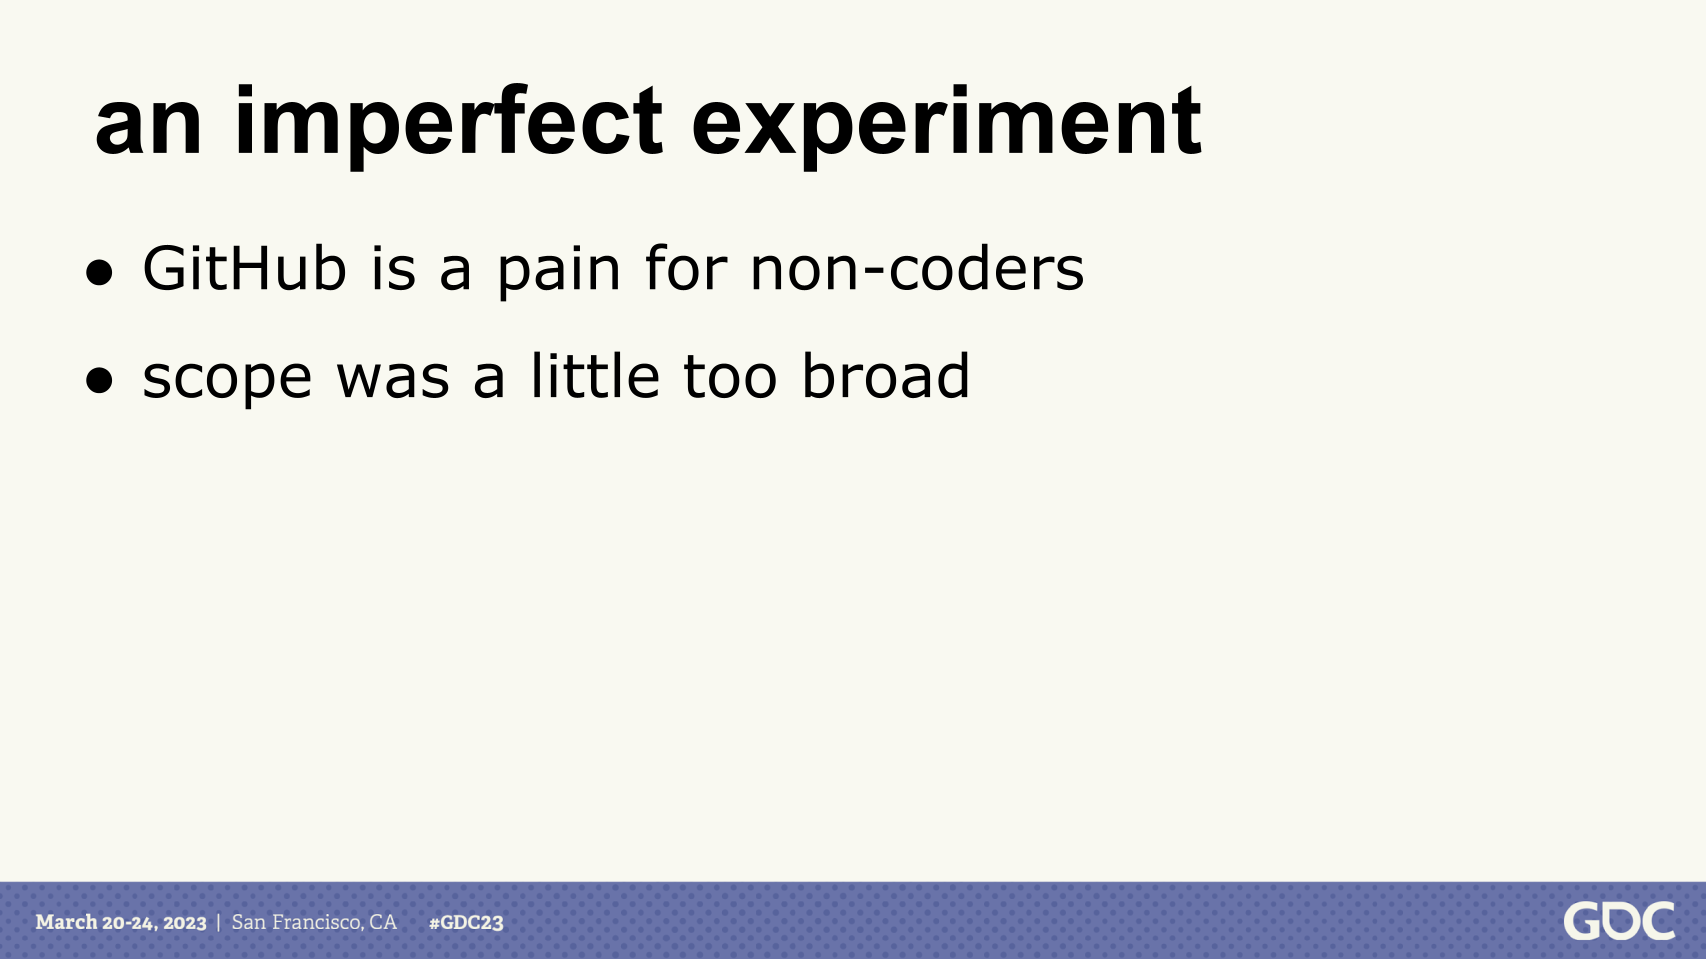 an imperfect experiment
● GitHub is a pain for non-coders
● scope was a little too broad
March 20-24, 2023 | San Francisco, CA #GDC23
GDC